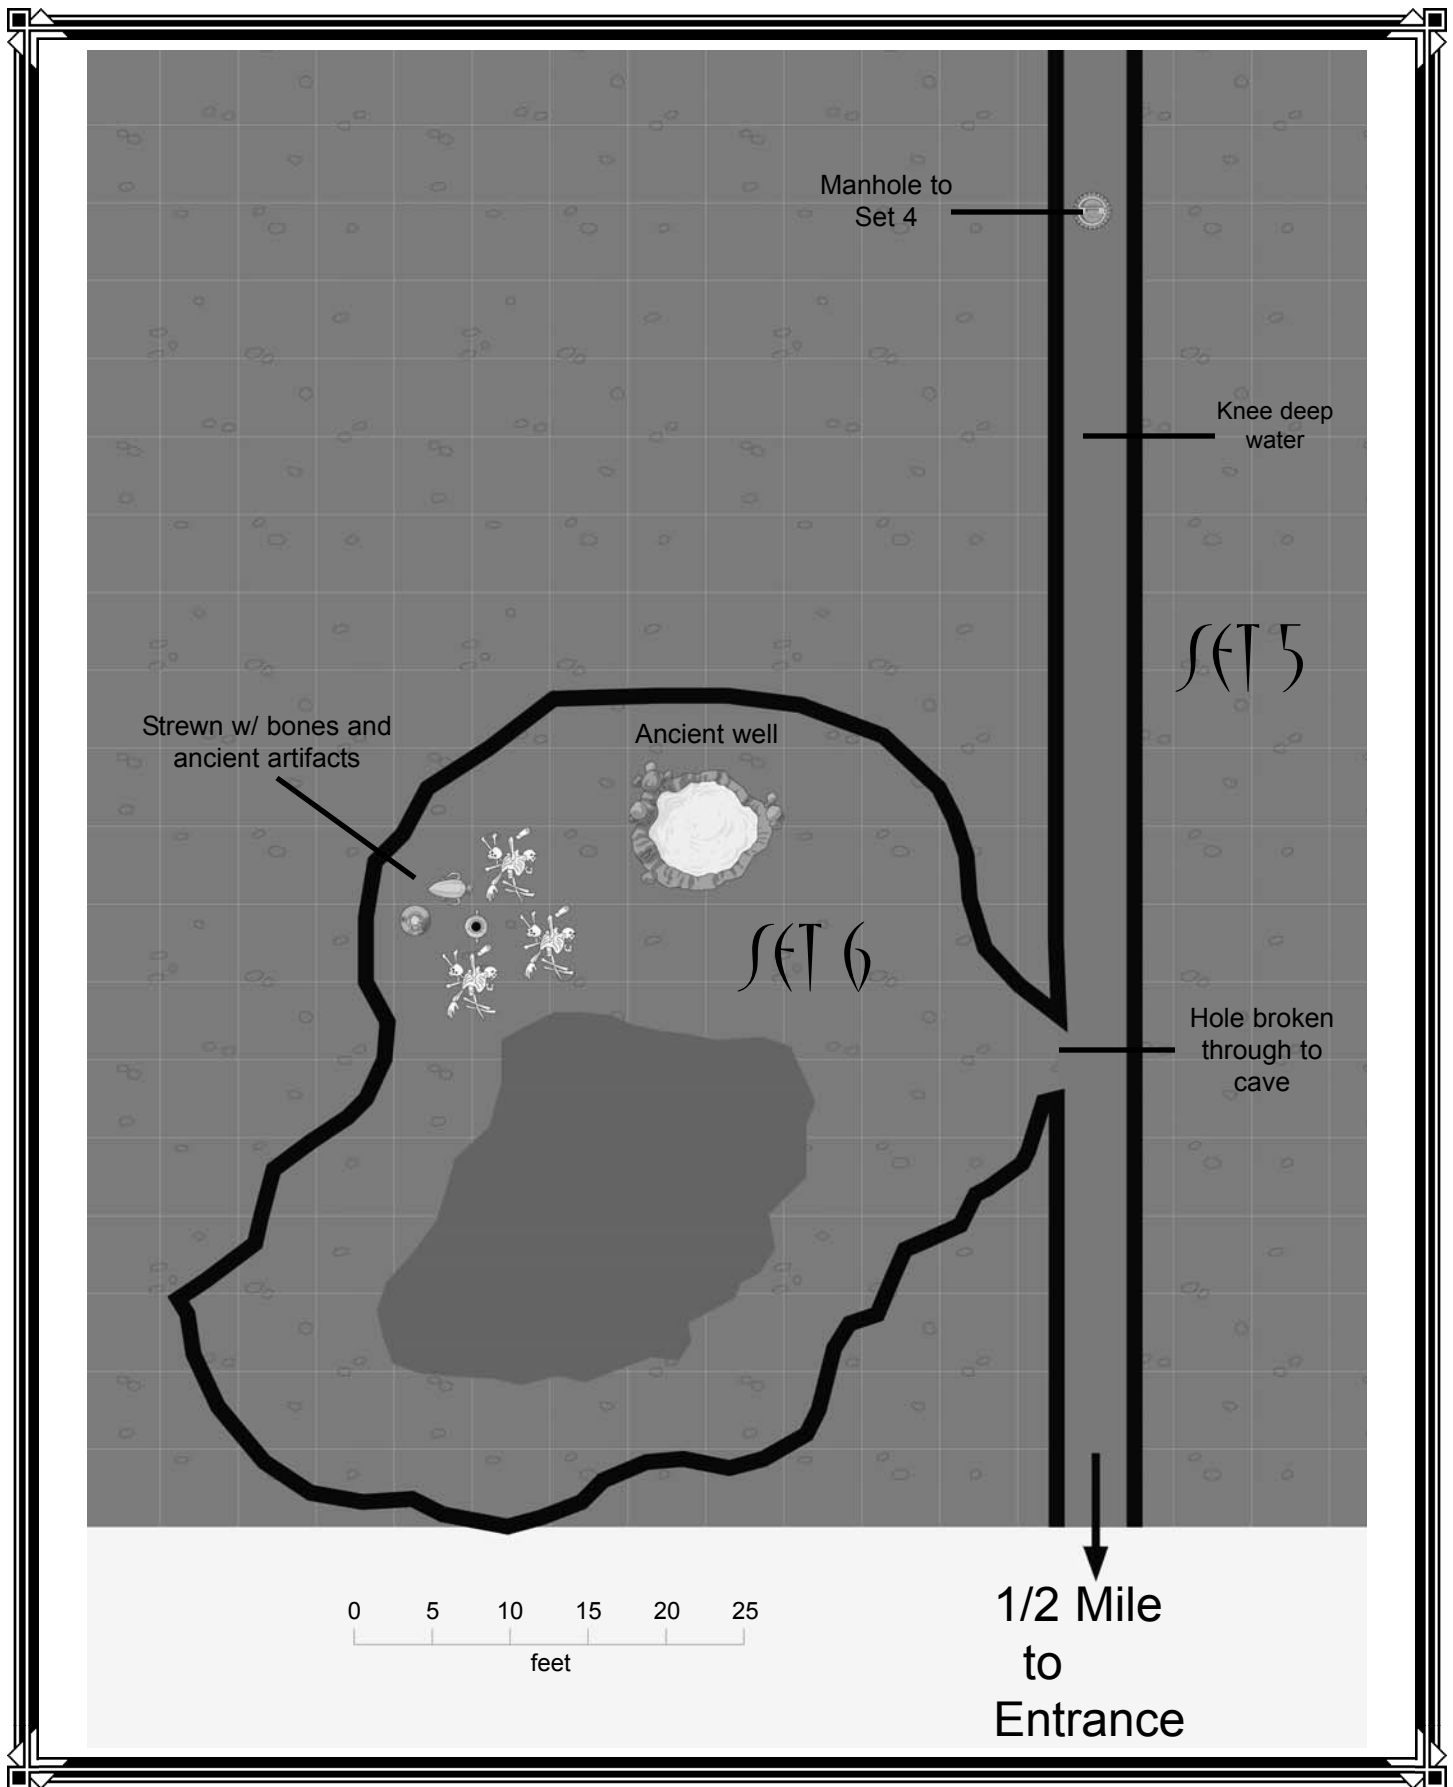 Manhole to
Set 4
Knee deep
water
SET 5
Strewn w/ bones and
ancient artifacts
Ancient well
SET 6
Hole broken
through to
cave
0 5 10 15 20 25
feet
1/2 Mile
to
Entrance